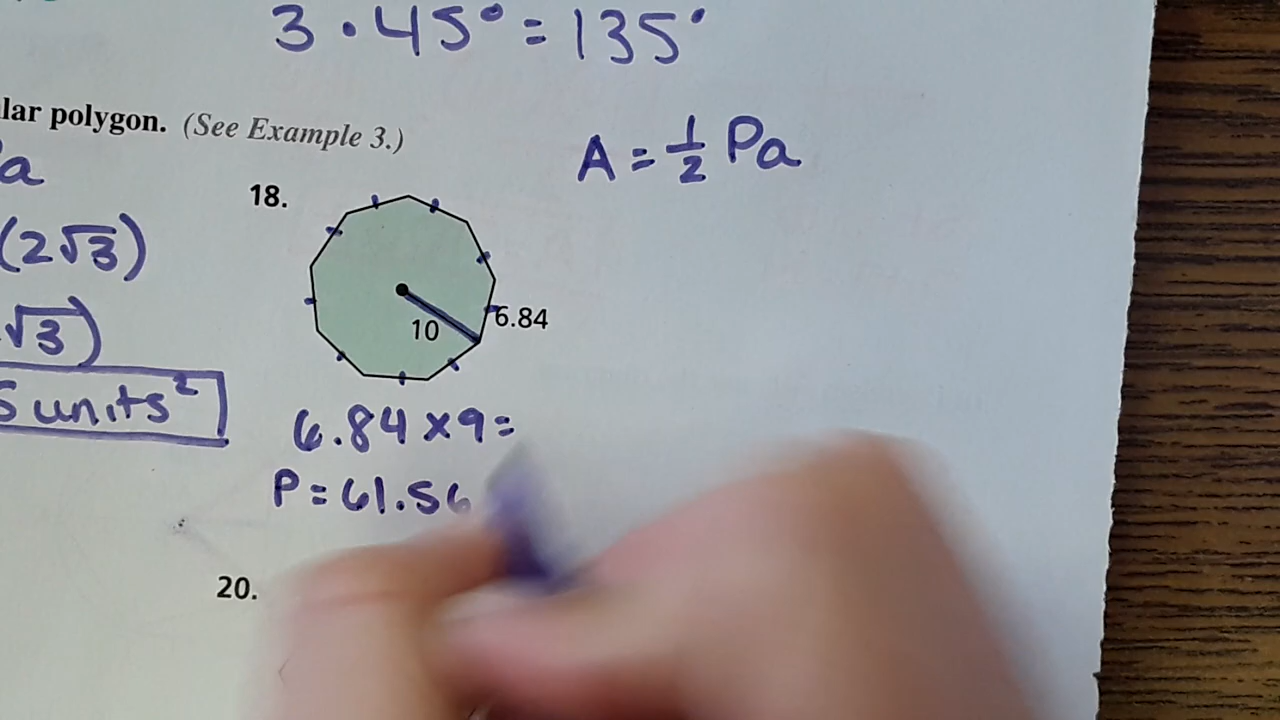 3 · 45° = 135°
lar polygon. (See Example 3.)
a
(2√3)
√3)
5 units²
18.
10
6.84
6.84 x 9 =
P = 61.56
A = 1/2 Pa
20.